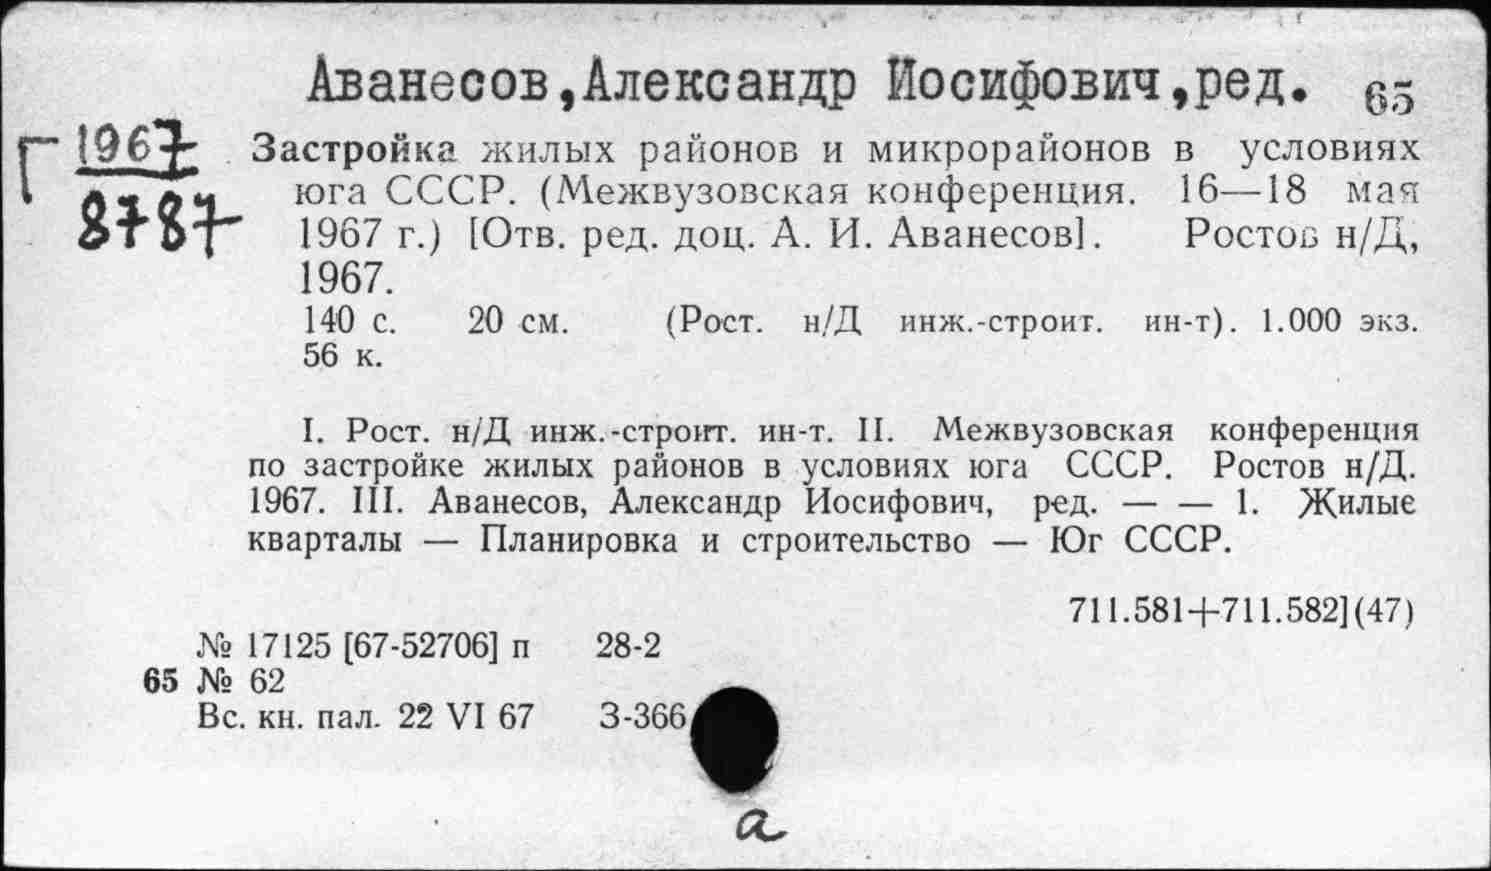 Аванесов,Александр Иосифович,ред. 65
Г 1967
8787
Застройка жилых районов и микрорайонов в условиях
юга СССР. (Межвузовская конференция. 16—18 мая
1967 г.) [Отв. ред. доц. А. И. Аванесов]. Ростов н/Д,
1967.
140 с. 20 см. (Рост. н/Д инж.-строит. ин-т). 1.000 экз.
56 к.
I. Рост. н/Д инж.-строит. ин-т. II. Межвузовская конференция
по застройке жилых районов в условиях юга СССР. Ростов н/Д.
1967. III. Аванесов, Александр Иосифович, ред. — — 1. Жилые
кварталы — Планировка и строительство — Юг СССР.
711.581+711.582](47)
№ 17125 [67-52706] п 28-2
65 № 62
Вс. кн. пал. 22 VI 67 З-366
а